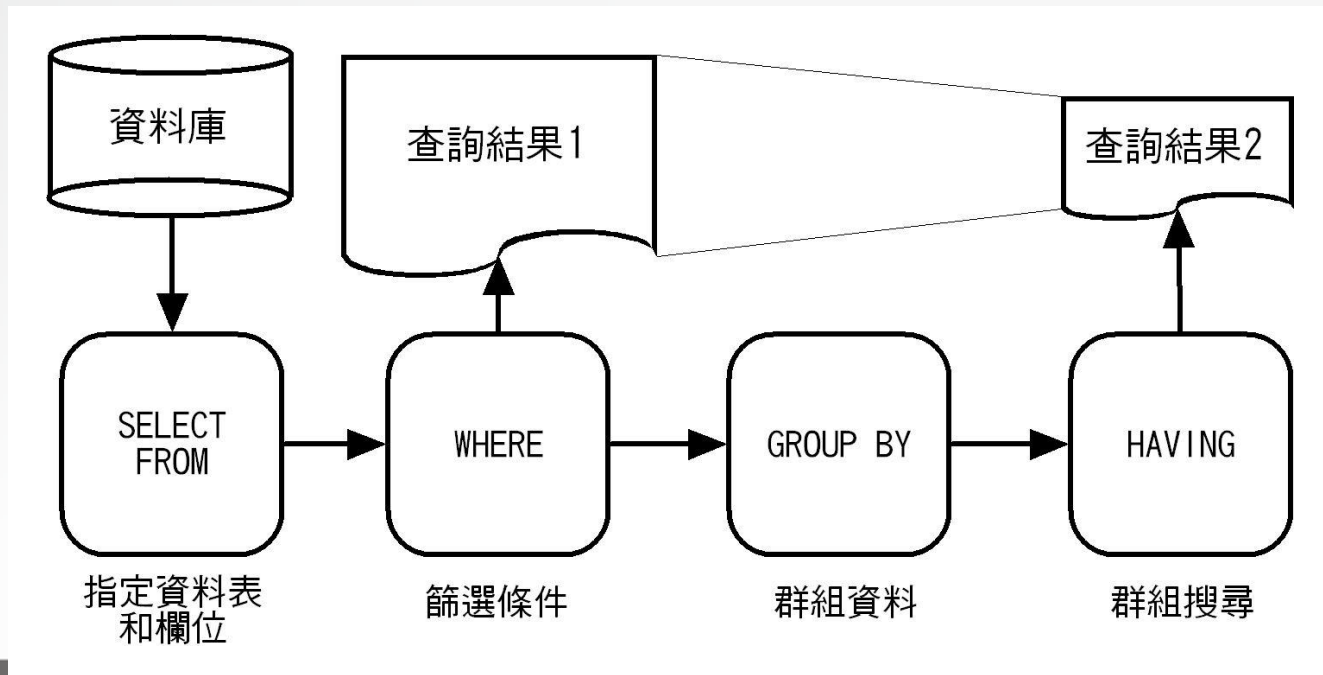 資料庫
查詢結果1
查詢結果2
SELECT
FROM
WHERE
GROUP BY
HAVING
指定資料表
和欄位
篩選條件
群組資料
群組搜尋